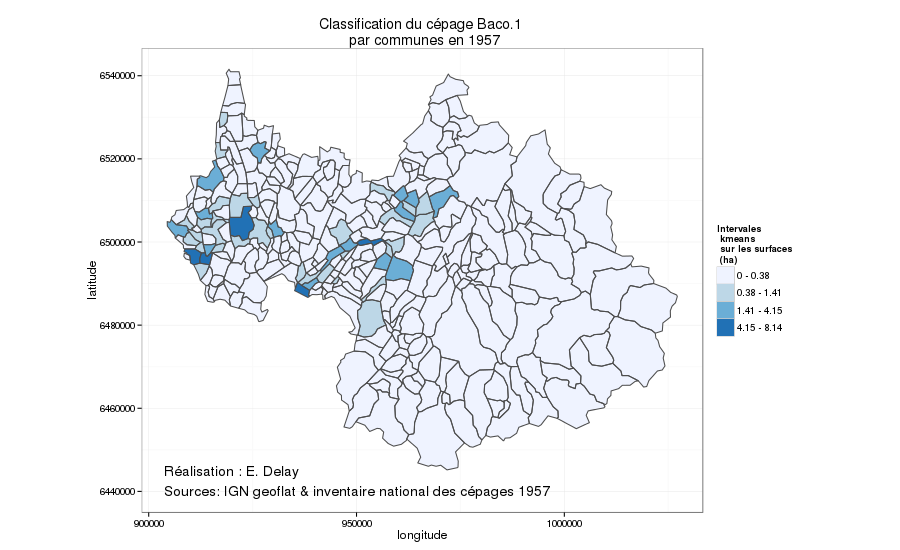 Classification du cépage Baco.1
par communes en 1957
6540000
6520000
6500000
6480000
6460000
6440000
latitude
900000
950000
1000000
longitude
Réalisation : E. Delay
Sources: IGN geoflat & inventaire national des cépages 1957
Intervales
kmeans
sur les surfaces
(ha)
0 - 0.38
0.38 - 1.41
1.41 - 4.15
4.15 - 8.14